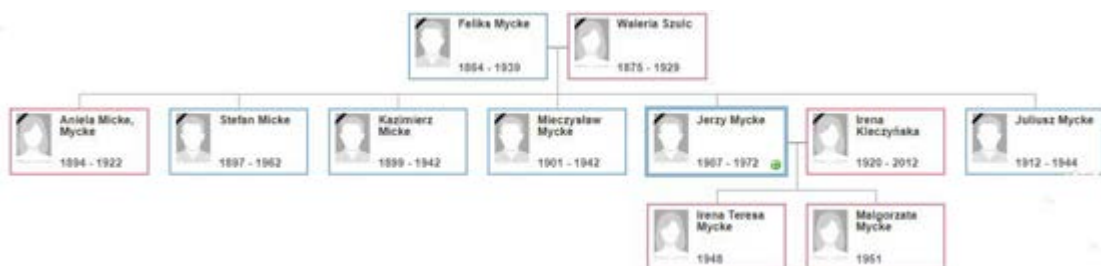 Feliks Mycke
1864 - 1939
Waleria Szulc
1875 - 1929
Aniela Micke,
Mycke
1894 - 1922
Stefan Micke
1897 - 1962
Kazimierz
Micke
1899 - 1942
Mieczysław
Mycke
1901 - 1942
Jerzy Mycke
1907 - 1972
Irena
Kleczyńska
1920 - 2012
Juliusz Mycke
1912 - 1944
Irena Teresa
Mycke
1948
Malgorzata
Mycke
1951